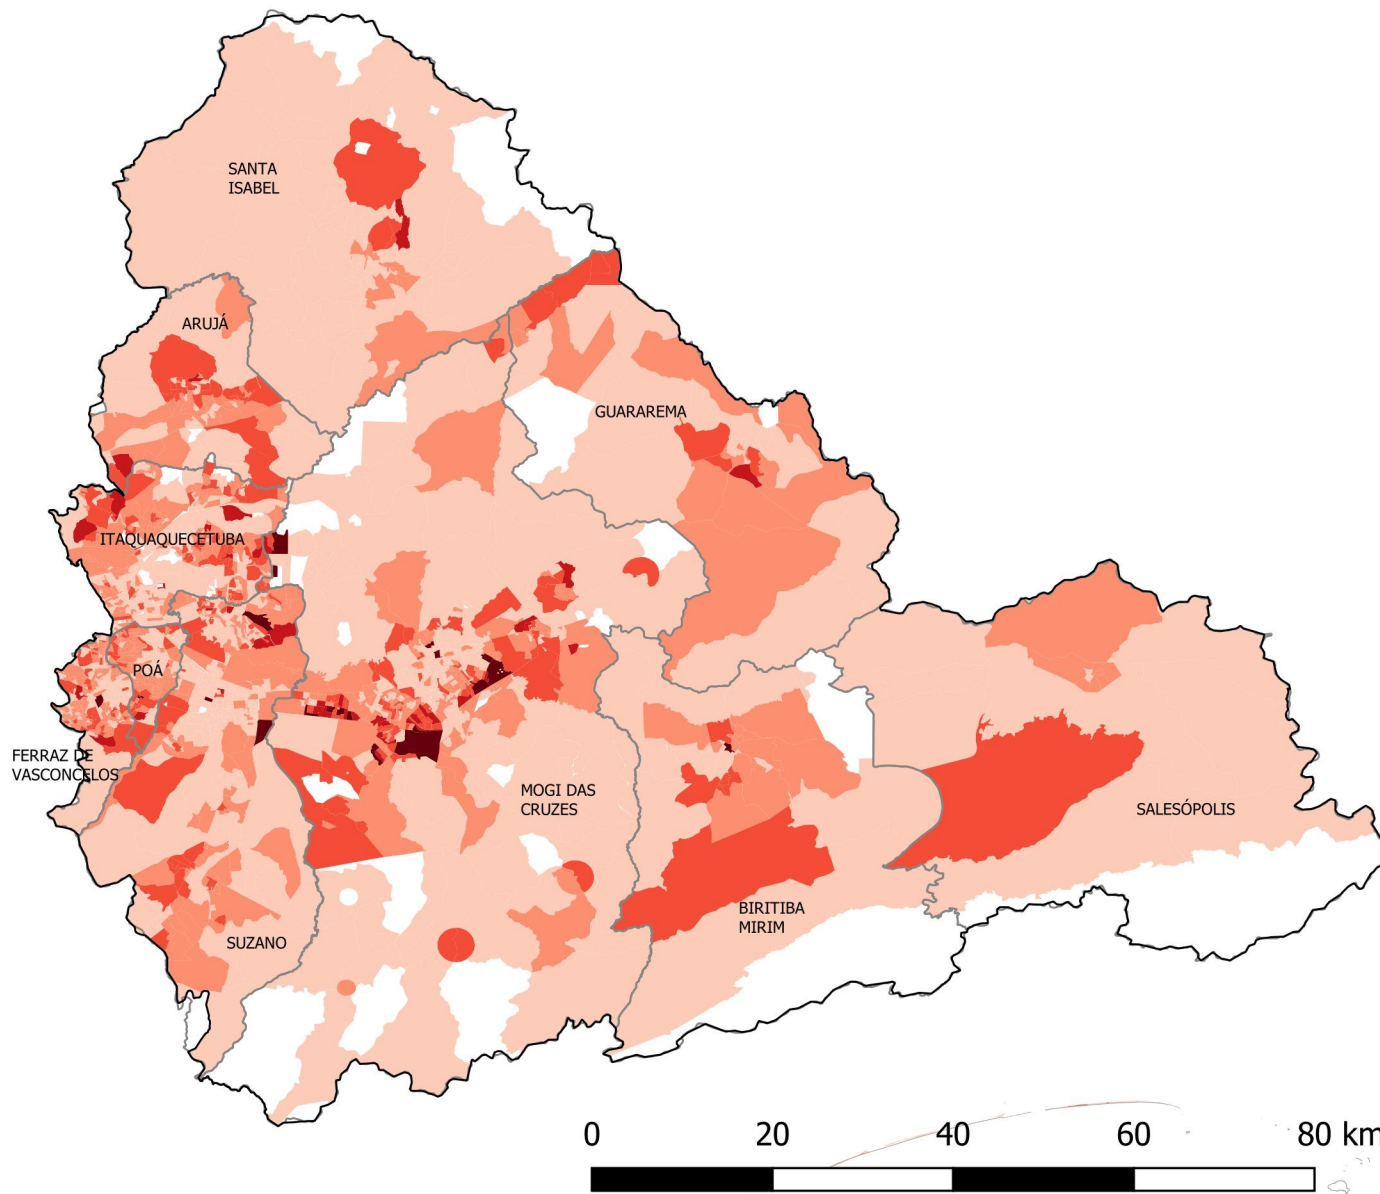 SANTA
ISABEL
ARUJÁ
GUARAREMA
ITAQUAQUECETUBA
POÁ
FERRAZ DE
VASCONCELOS
MOGI DAS
CRUZES
SALESÓPOLIS
BIRITIBA
MIRIM
SUZANO
0 20 40 60 80 km